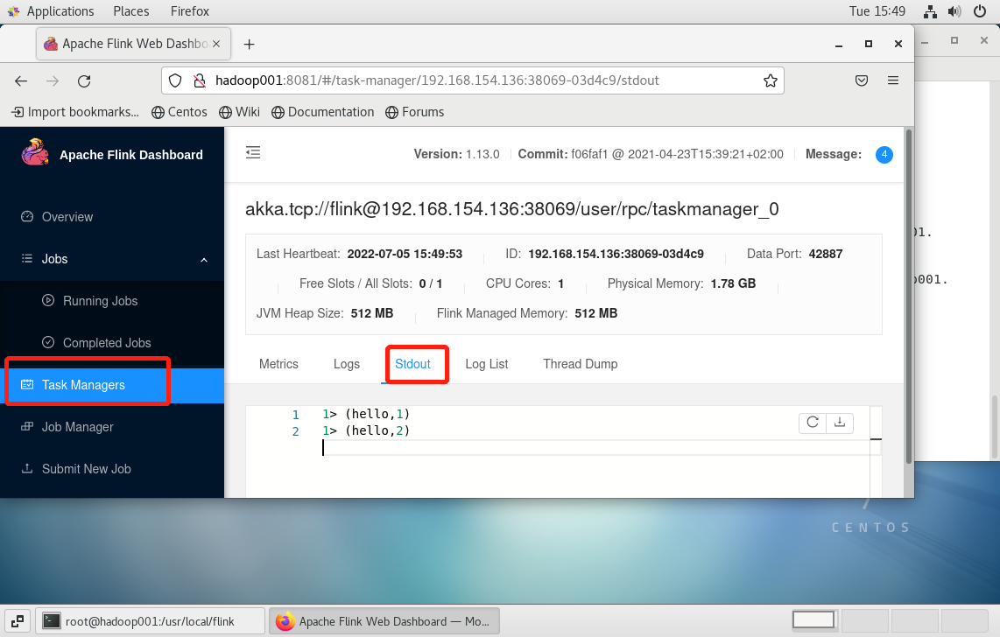 Applications Places Firefox Tue 15:49
Apache Flink Web Dashbo
hadoop001:8081/#/task-manager/192.168.154.136:38069-03d4c9/stdout
Import bookmarks... Centos Wiki Documentation Forums
Apache Flink Dashboard
Version: 1.13.0 Commit: f06faf1 @ 2021-04-23T15:39:21+02:00 Message: 4
akka.tcp://flink@192.168.154.136:38069/user/rpc/taskmanager_0
Overview
Jobs
Running Jobs
Completed Jobs
Task Managers
Job Manager
Submit New Job
Last Heartbeat: 2022-07-05 15:49:53 ID: 192.168.154.136:38069-03d4c9 Data Port: 42887
Free Slots / All Slots: 0 / 1 CPU Cores: 1 Physical Memory: 1.78 GB
JVM Heap Size: 512 MB Flink Managed Memory: 512 MB
Metrics Logs Stdout Log List Thread Dump
1 1> (hello,1)
2 1> (hello,2)
01.
001.
7
CENTOS
root@hadoop001:/usr/local/flink
Apache Flink Web Dashboard — Mo...